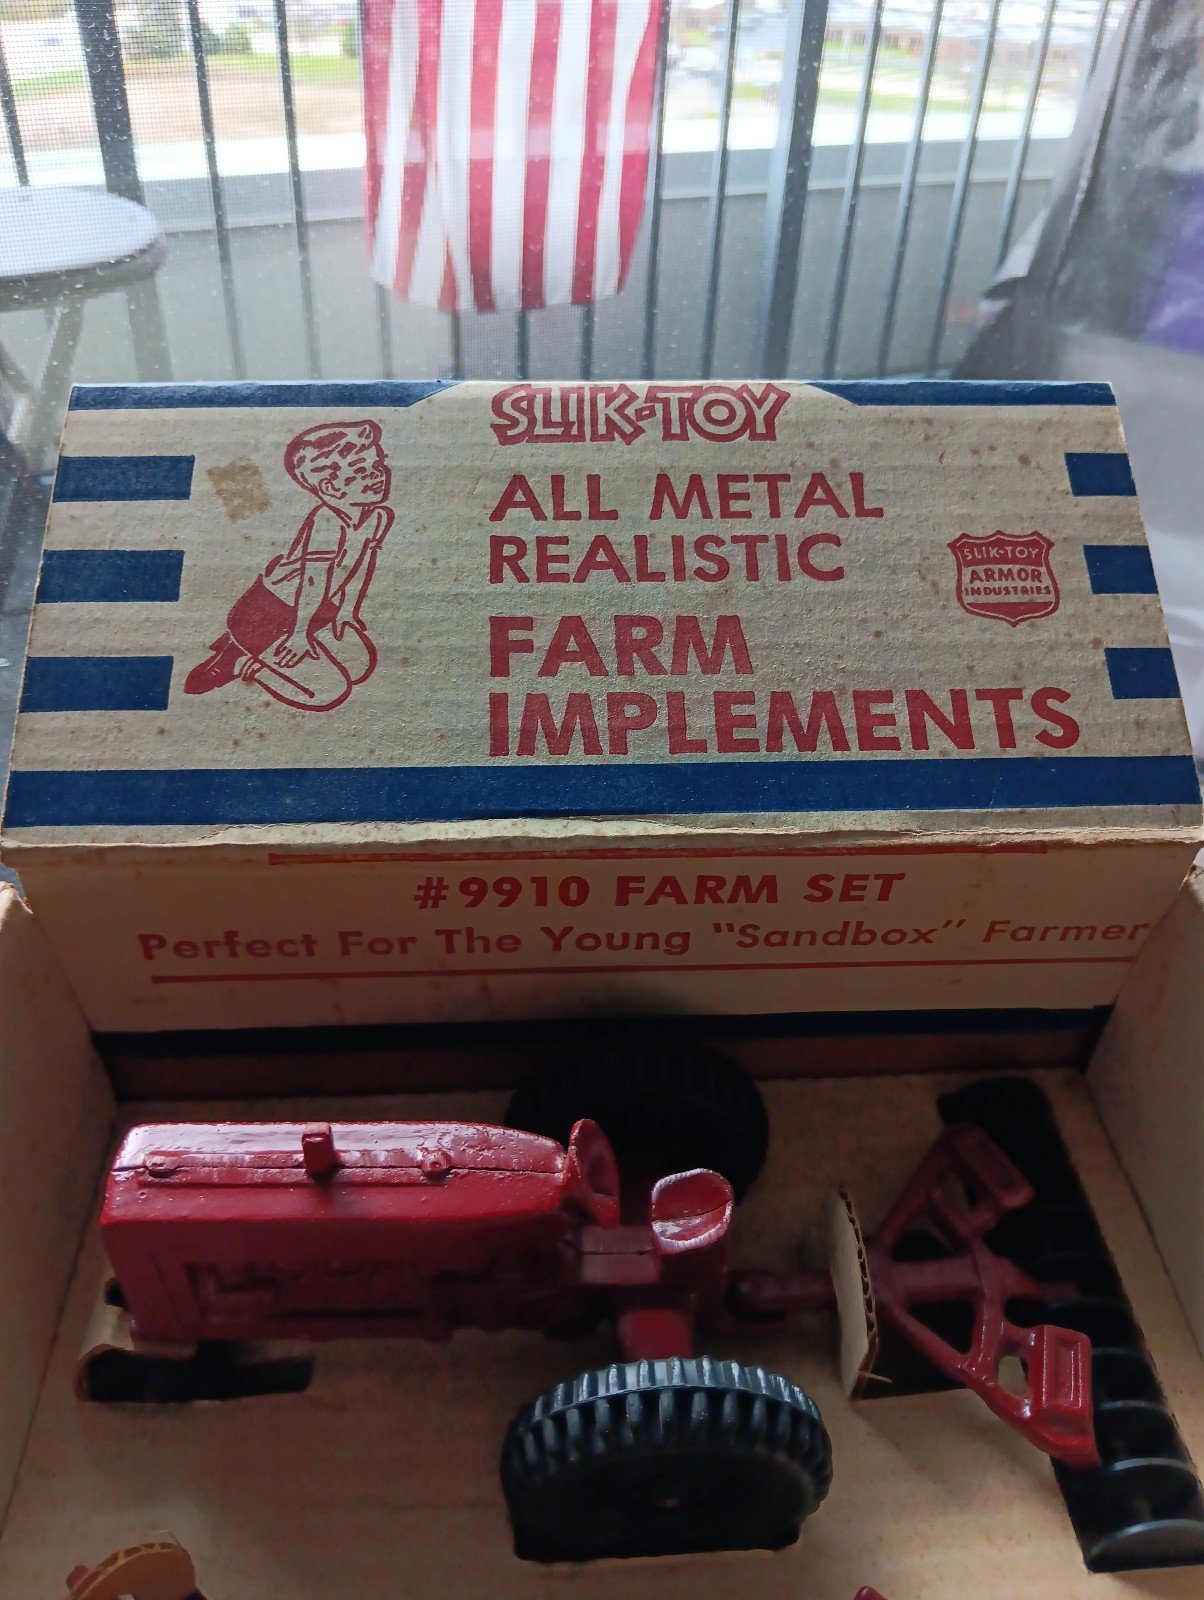 SLIK-TOY
ALL METAL
REALISTIC
FARM
IMPLEMENTS
SLIK-TOY
ARMOR
INDUSTRIES
#9910 FARM SET
Perfect For The Young "Sandbox" Farmer